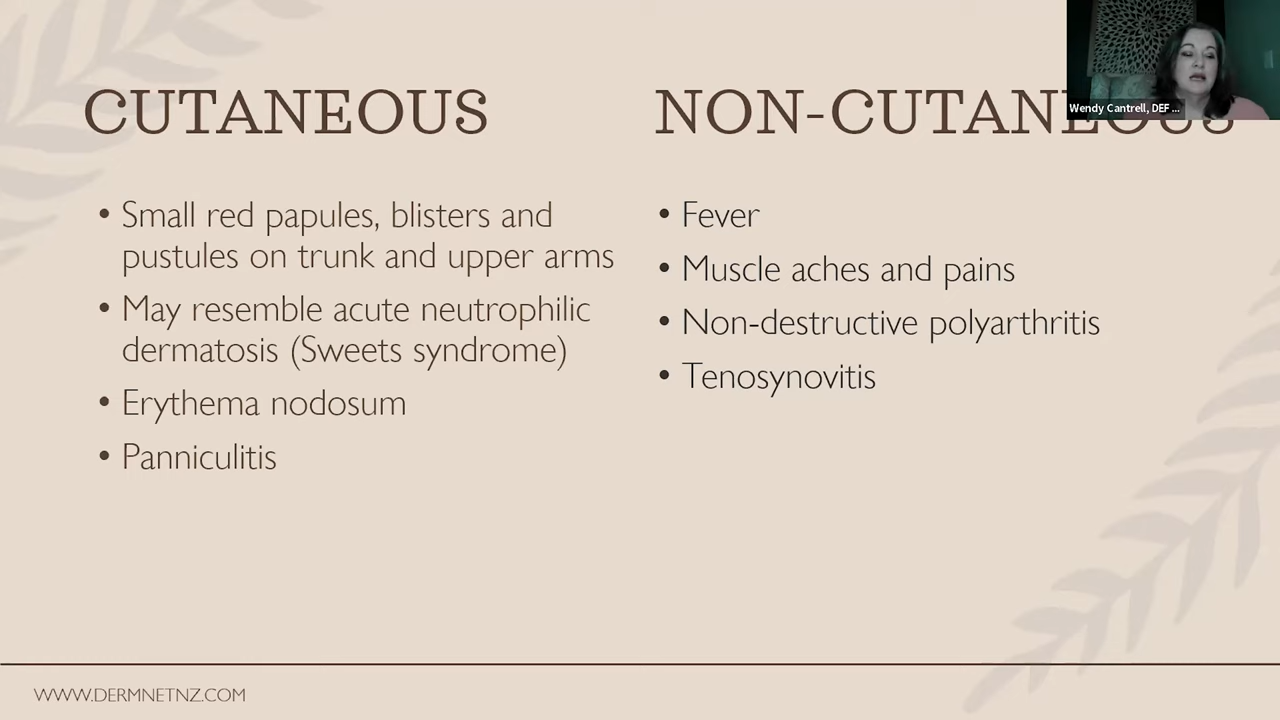 CUTANEOUS
• Small red papules, blisters and
pustules on trunk and upper arms
• May resemble acute neutrophilic
dermatosis (Sweets syndrome)
• Erythema nodosum
• Panniculitis
NON-CUTANEOUS
• Fever
• Muscle aches and pains
• Non-destructive polyarthritis
• Tenosynovitis
Wendy Cantrell, DEF ...
WWW.DERMNETNZ.COM